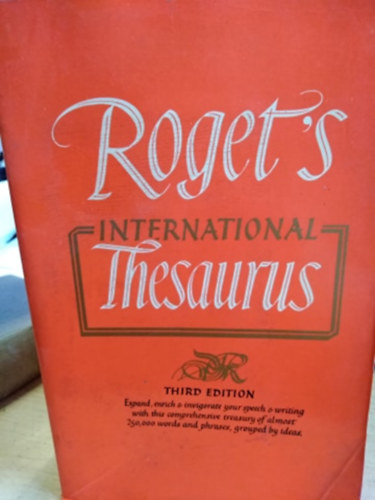 Roget's
INTERNATIONAL
Thesaurus
THIRD EDITION
Expand, enrich & invigorate your speech & writing
with this comprehensive treasury of almost
250,000 words and phrases, grouped by ideas.